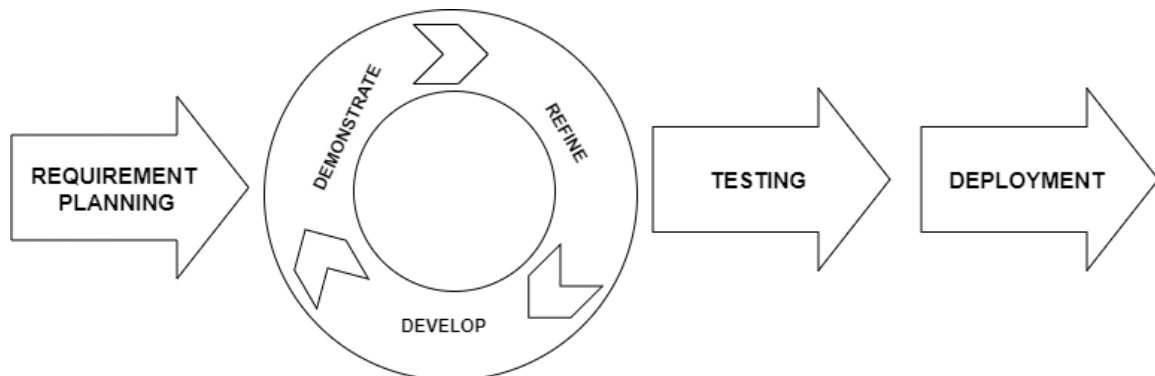 REQUIREMENT
PLANNING
DEMONSTRATE
REFINE
DEVELOP
TESTING
DEPLOYMENT